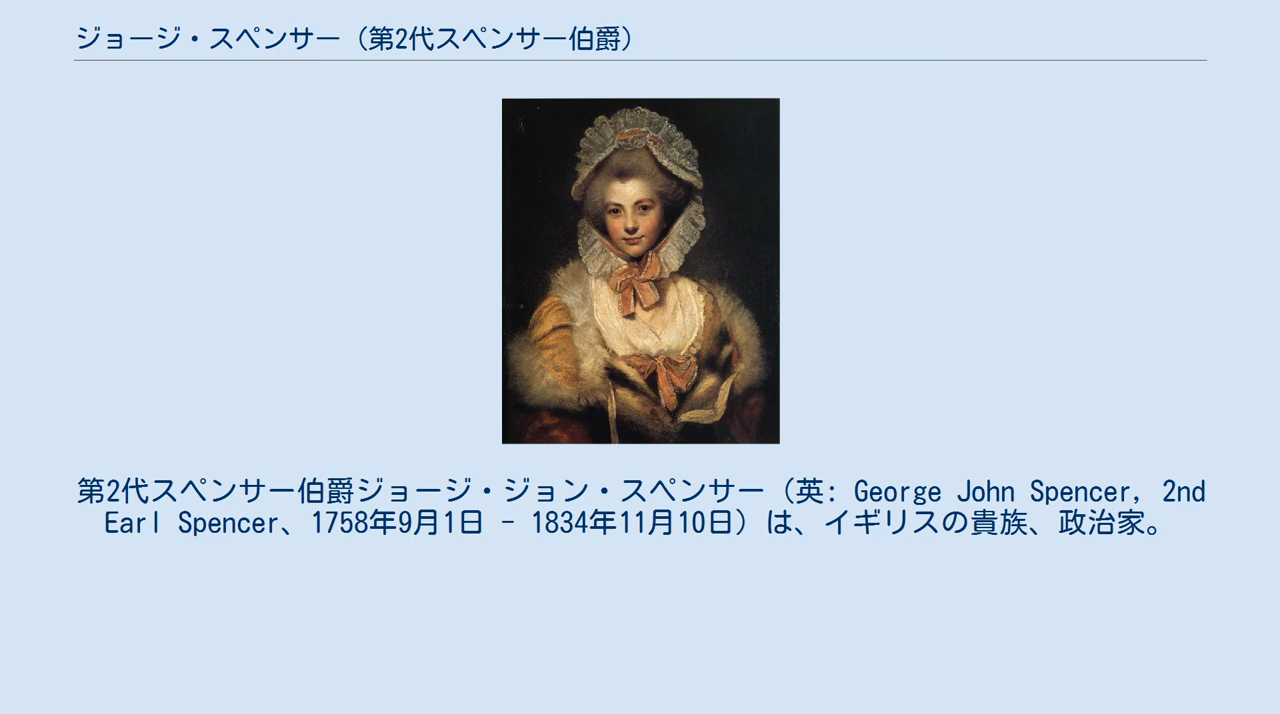 ジョージ・スペンサー（第2代スペンサー伯爵）
第2代スペンサー伯爵ジョージ・ジョン・スペンサー（英: George John Spencer, 2nd
Earl Spencer、1758年9月1日 - 1834年11月10日）は、イギリスの貴族、政治家。